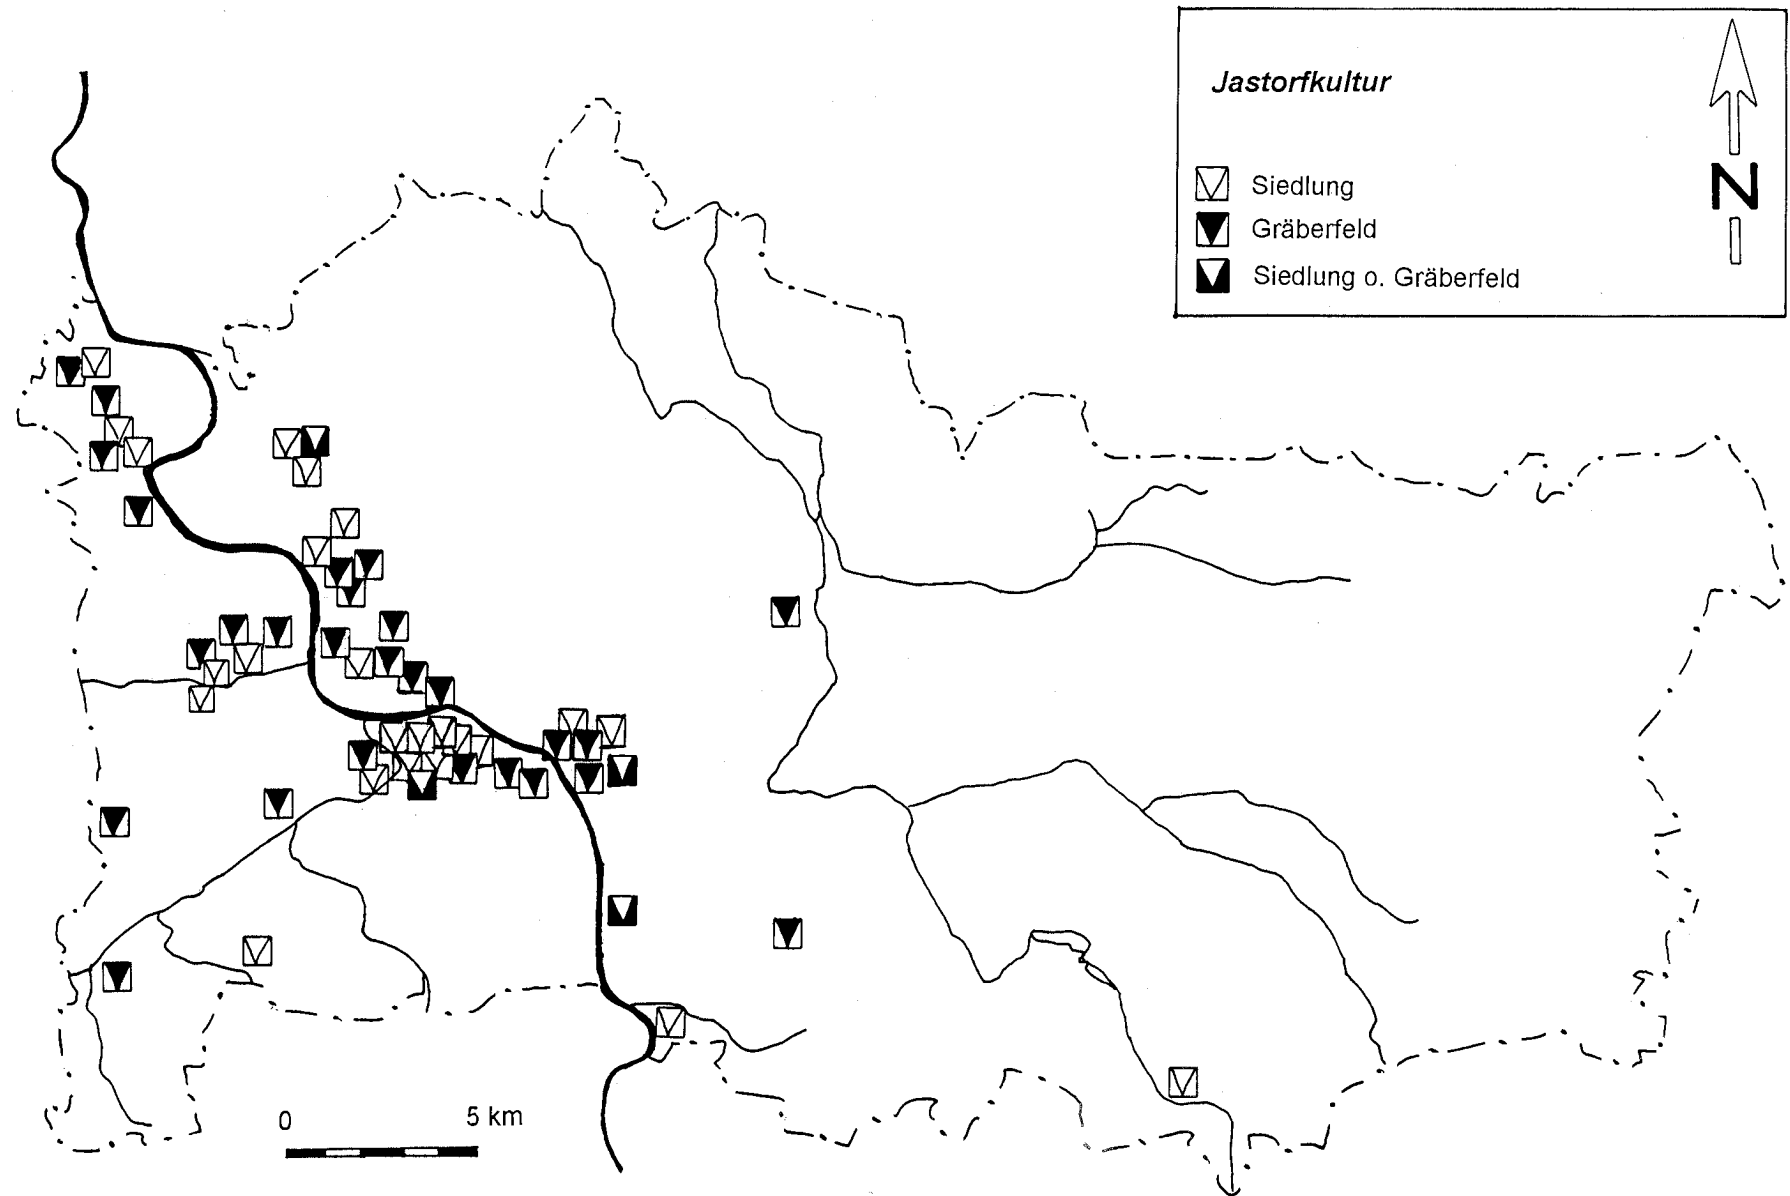 Jastorfkultur
Siedlung
Gräberfeld
Siedlung o. Gräberfeld
N
0 5 km